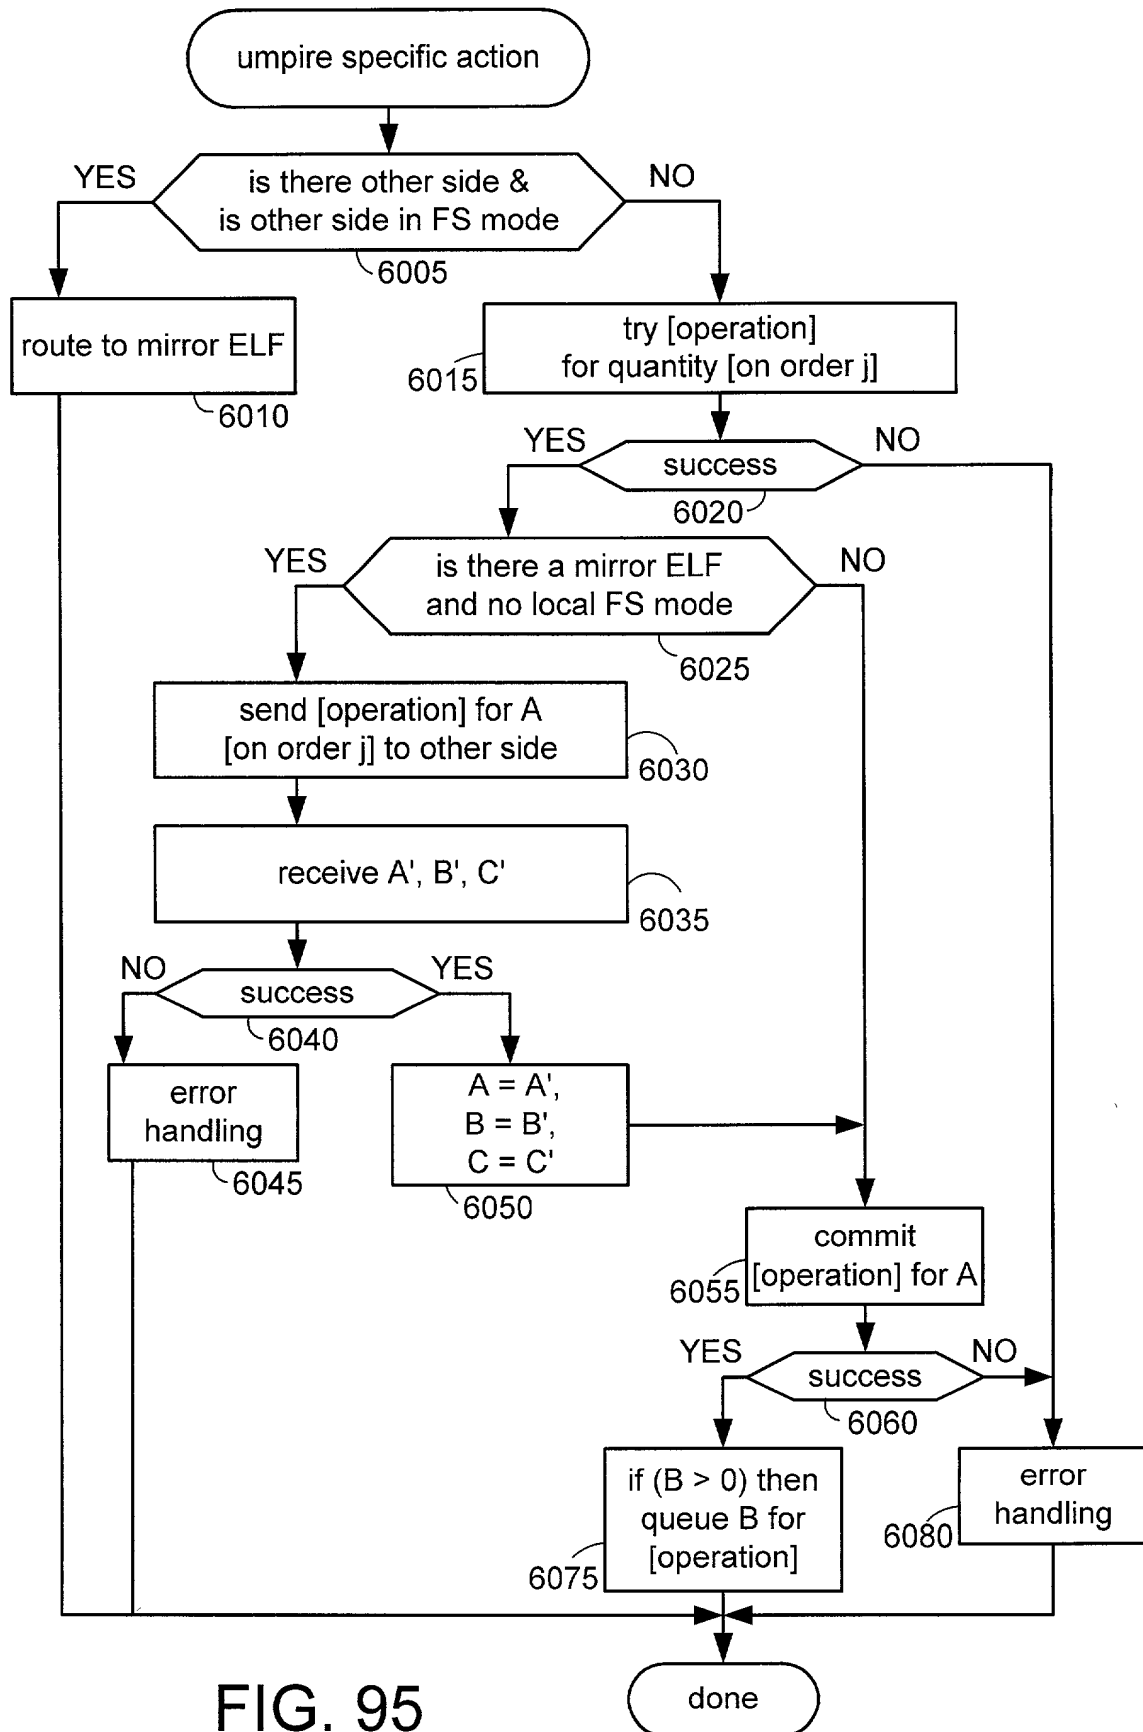 umpire specific action
YES
NO
is there other side &
is other side in FS mode
6005
route to mirror ELF
6010
try [operation]
for quantity [on order j]
6015
YES
NO
success
6020
YES
NO
is there a mirror ELF
and no local FS mode
6025
send [operation] for A
[on order j] to other side
6030
receive A', B', C'
6035
NO
YES
success
6040
error
handling
6045
A = A',
B = B',
C = C'
6050
commit
[operation] for A
6055
YES
NO
success
6060
if (B > 0) then
queue B for
[operation]
6075
error
handling
6080
done
FIG. 95